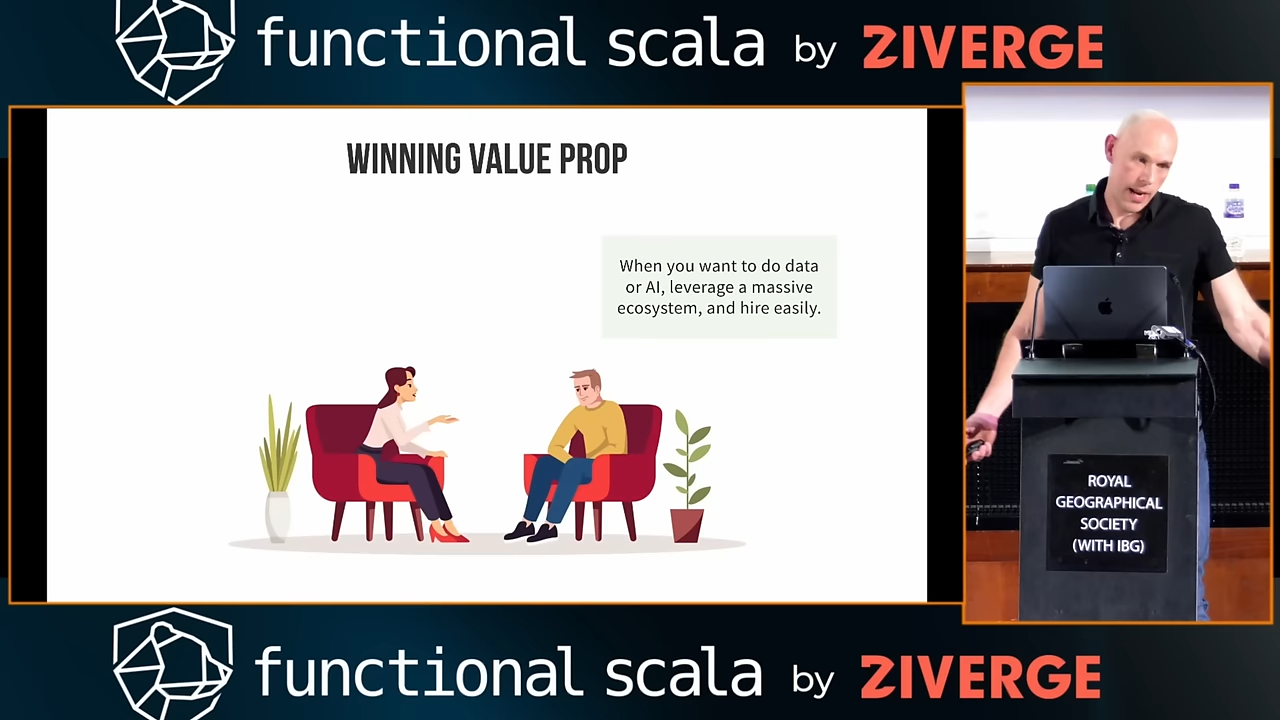 functional scala by ZIVERGE
WINNING VALUE PROP
When you want to do data
or AI, leverage a massive
ecosystem, and hire easily.
ROYAL
GEOGRAPHICAL
SOCIETY
(WITH IBG)
functional scala by ZIVERGE